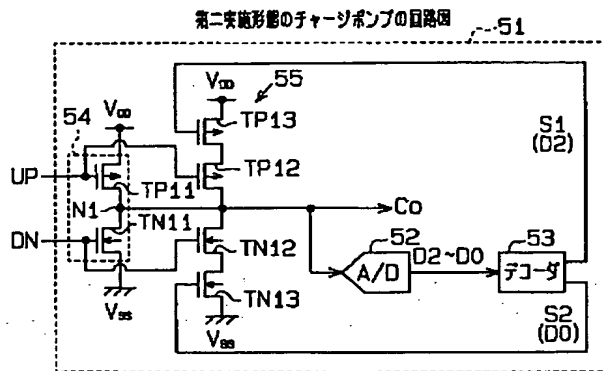 第二実施形態のチャージポンプの回路図
51
54
VDD
VDD
55
TP13
UP
TP12
TP11
S1
(D2)
N1
TN11
Co
DN
52
53
TN12
A/D
D2~D0
デコーダ
TN13
S2
(D0)
VSS
VSS